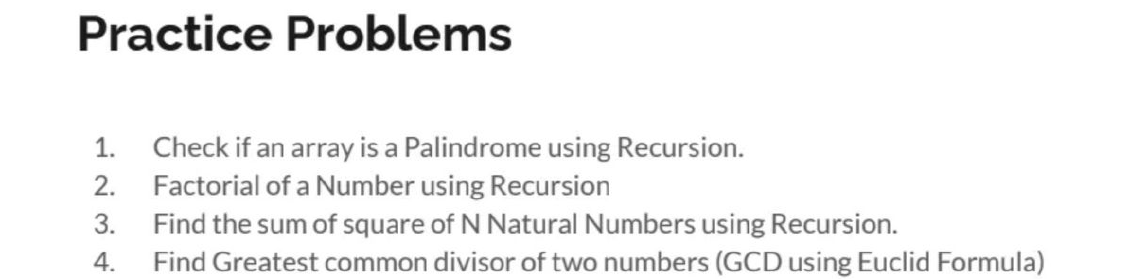 Practice Problems
1. Check if an array is a Palindrome using Recursion.
2. Factorial of a Number using Recursion
3. Find the sum of square of N Natural Numbers using Recursion.
4. Find Greatest common divisor of two numbers (GCD using Euclid Formula)